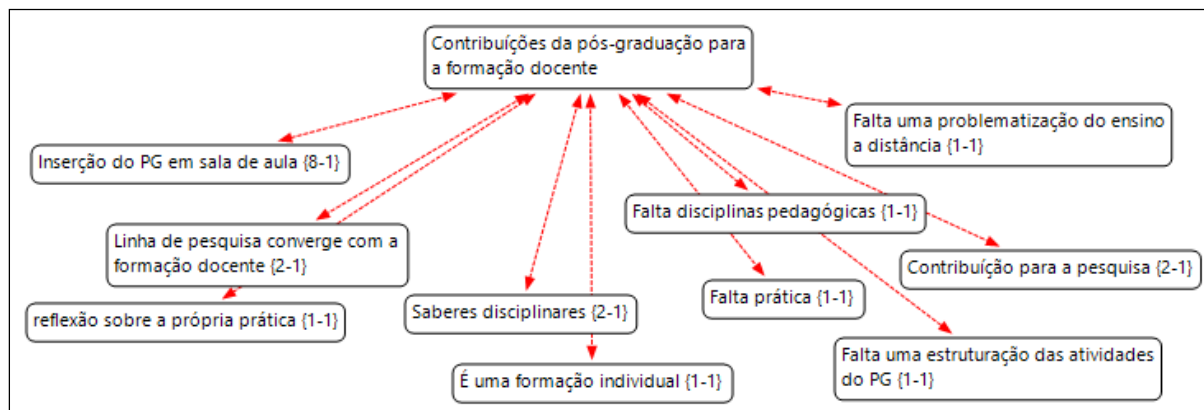 Contribuíções da pós-graduação para
a formação docente
Falta uma problematização do ensino
a distância {1-1}
Inserção do PG em sala de aula {8-1}
Falta disciplinas pedagógicas {1-1}
Linha de pesquisa converge com a
formação docente {2-1}
Contribuíção para a pesquisa {2-1}
Falta prática {1-1}
Saberes disciplinares {2-1}
reflexão sobre a própria prática {1-1}
Falta uma estruturação das atividades
do PG {1-1}
É uma formação individual {1-1}